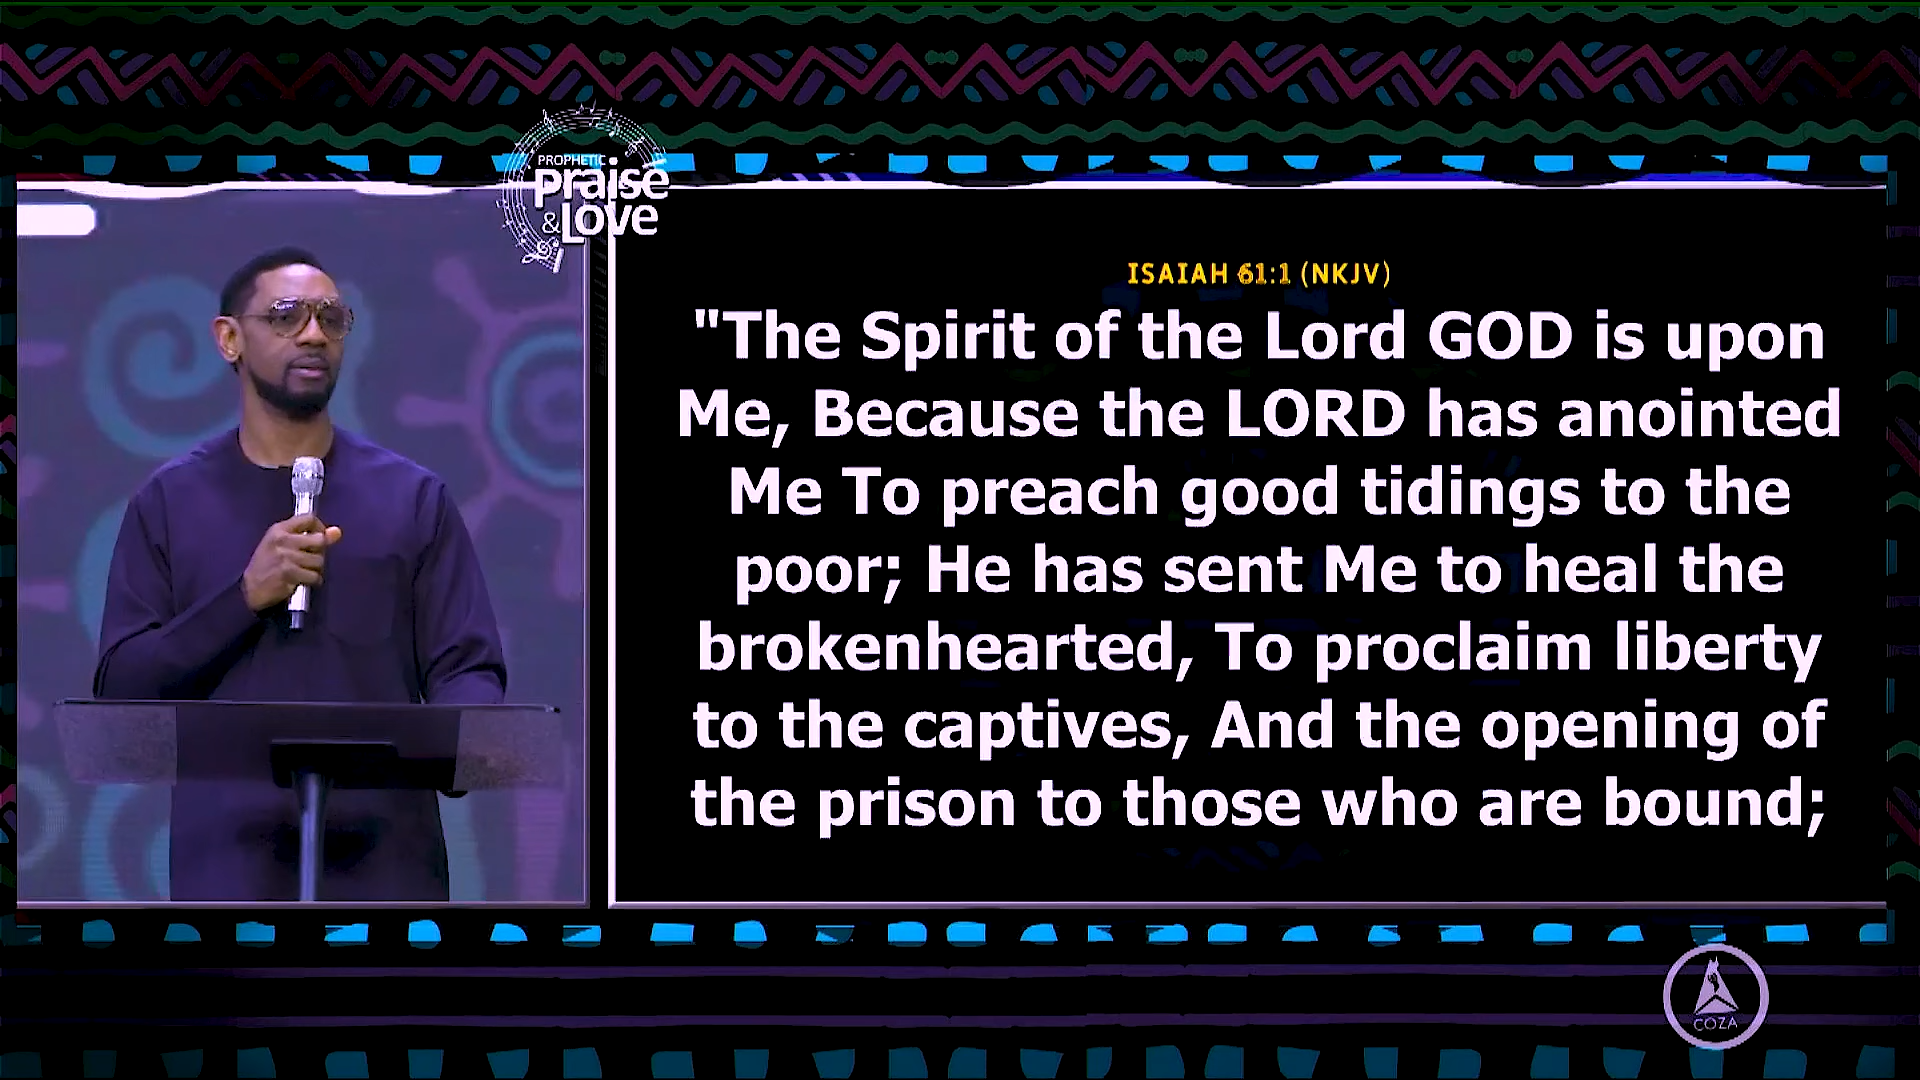 PROPHETIC
Praise
&Love
ISAIAH 61:1 (NKJV)
"The Spirit of the Lord GOD is upon
Me, Because the LORD has anointed
Me To preach good tidings to the
poor; He has sent Me to heal the
brokenhearted, To proclaim liberty
to the captives, And the opening of
the prison to those who are bound;
COZA